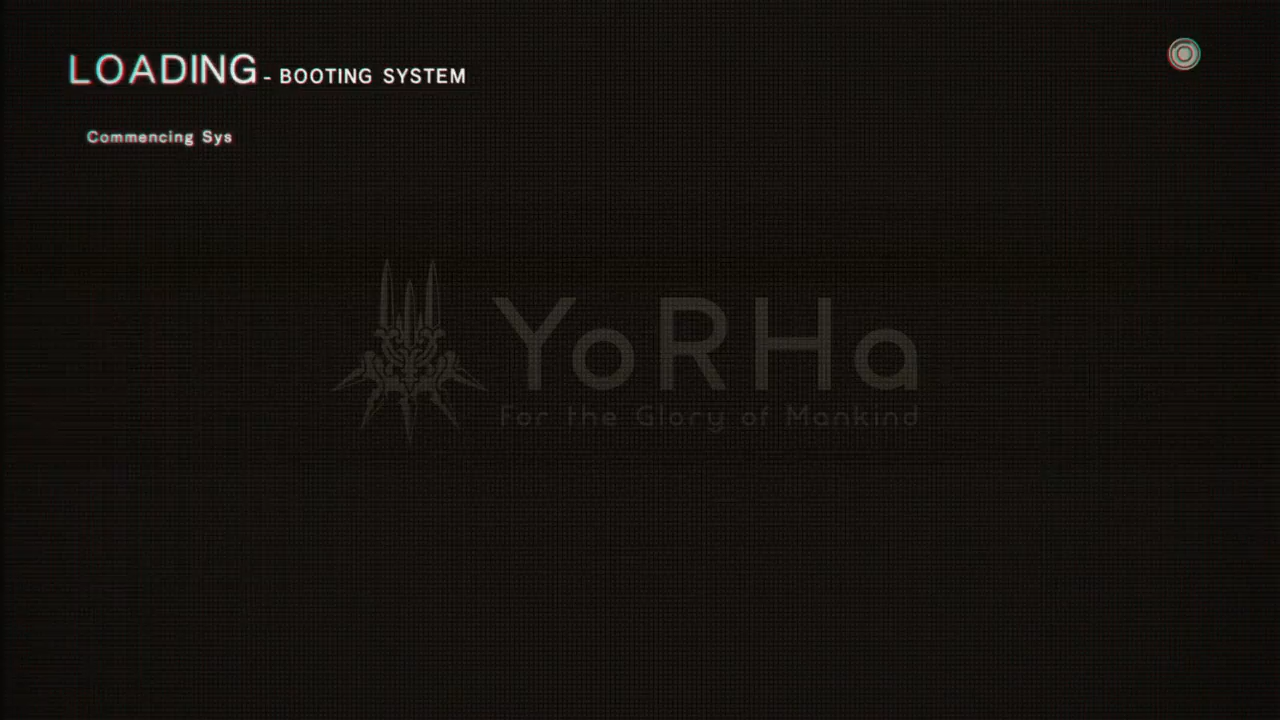 LOADING - BOOTING SYSTEM
Commencing Sys
YoRHa
For the Glory of Mankind